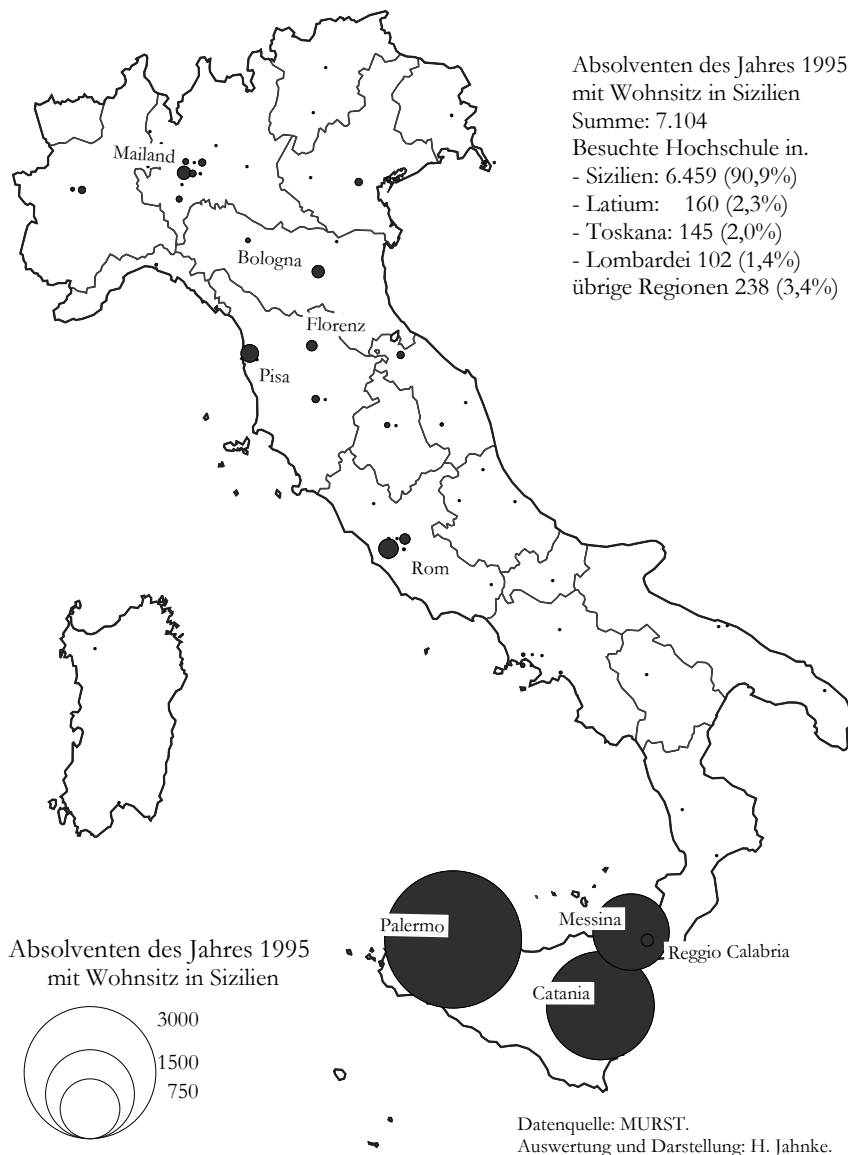 Absolventen des Jahres 1995
mit Wohnsitz in Sizilien
Summe: 7.104
Besuchte Hochschule in.
- Sizilien: 6.459 (90,9%)
- Latium: 160 (2,3%)
- Toskana: 145 (2,0%)
- Lombardei 102 (1,4%)
übrige Regionen 238 (3,4%)
Mailand
Bologna
Florenz
Pisa
Rom
Palermo
Messina
Reggio Calabria
Catania
Absolventen des Jahres 1995
mit Wohnsitz in Sizilien
3000
1500
750
Datenquelle: MURST.
Auswertung und Darstellung: H. Jahnke.